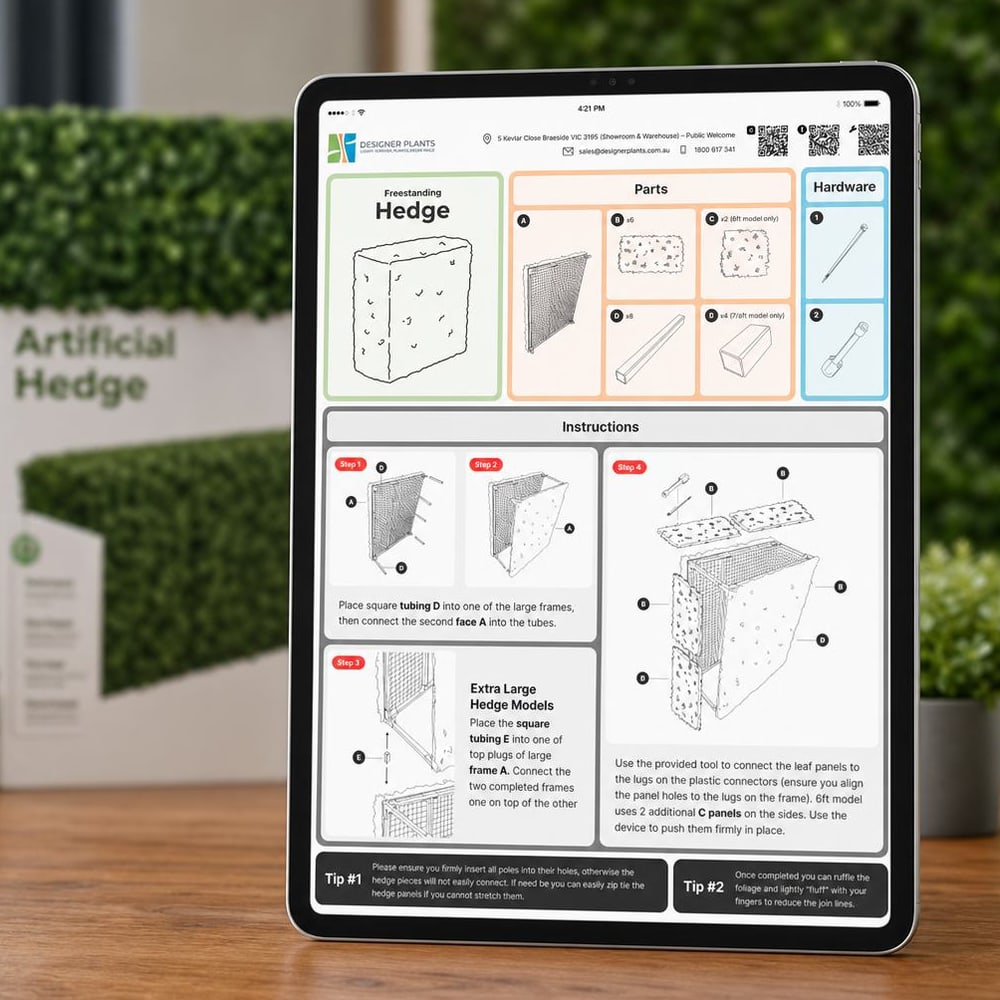 4:21 PM
100%
DESIGNER PLANTS
5 Kevlar Close Braeside VIC 3195 (Showroom & Warehouse) – Public Welcome
sales@designerplants.com.au
1800 617 341
Freestanding
Hedge
Parts
Hardware
A
B x6
C x2 (6ft model only)
D x8
D x4 (7/8ft model only)
1
2
Instructions
Step 1
D
A
D
Step 2
A
Place square tubing D into one of the large frames,
then connect the second face A into the tubes.
Step 3
E
Extra Large
Hedge Models
Place the square
tubing E into one of
top plugs of large
frame A. Connect the
two completed frames
one on top of the other
Step 4
B
B
B
B
D
D
Use the provided tool to connect the leaf panels to
the lugs on the plastic connectors (ensure you align
the panel holes to the lugs on the frame). 6ft model
uses 2 additional C panels on the sides. Use the
device to push them firmly in place.
Tip #1
Please ensure you firmly insert all poles into their holes, otherwise the
hedge pieces will not easily connect. If need be you can easily zip tie the
hedge panels if you cannot stretch them.
Tip #2
Once completed you can ruffle the
foliage and lightly "fluff" with your
fingers to reduce the join lines.
Artificial
Hedge